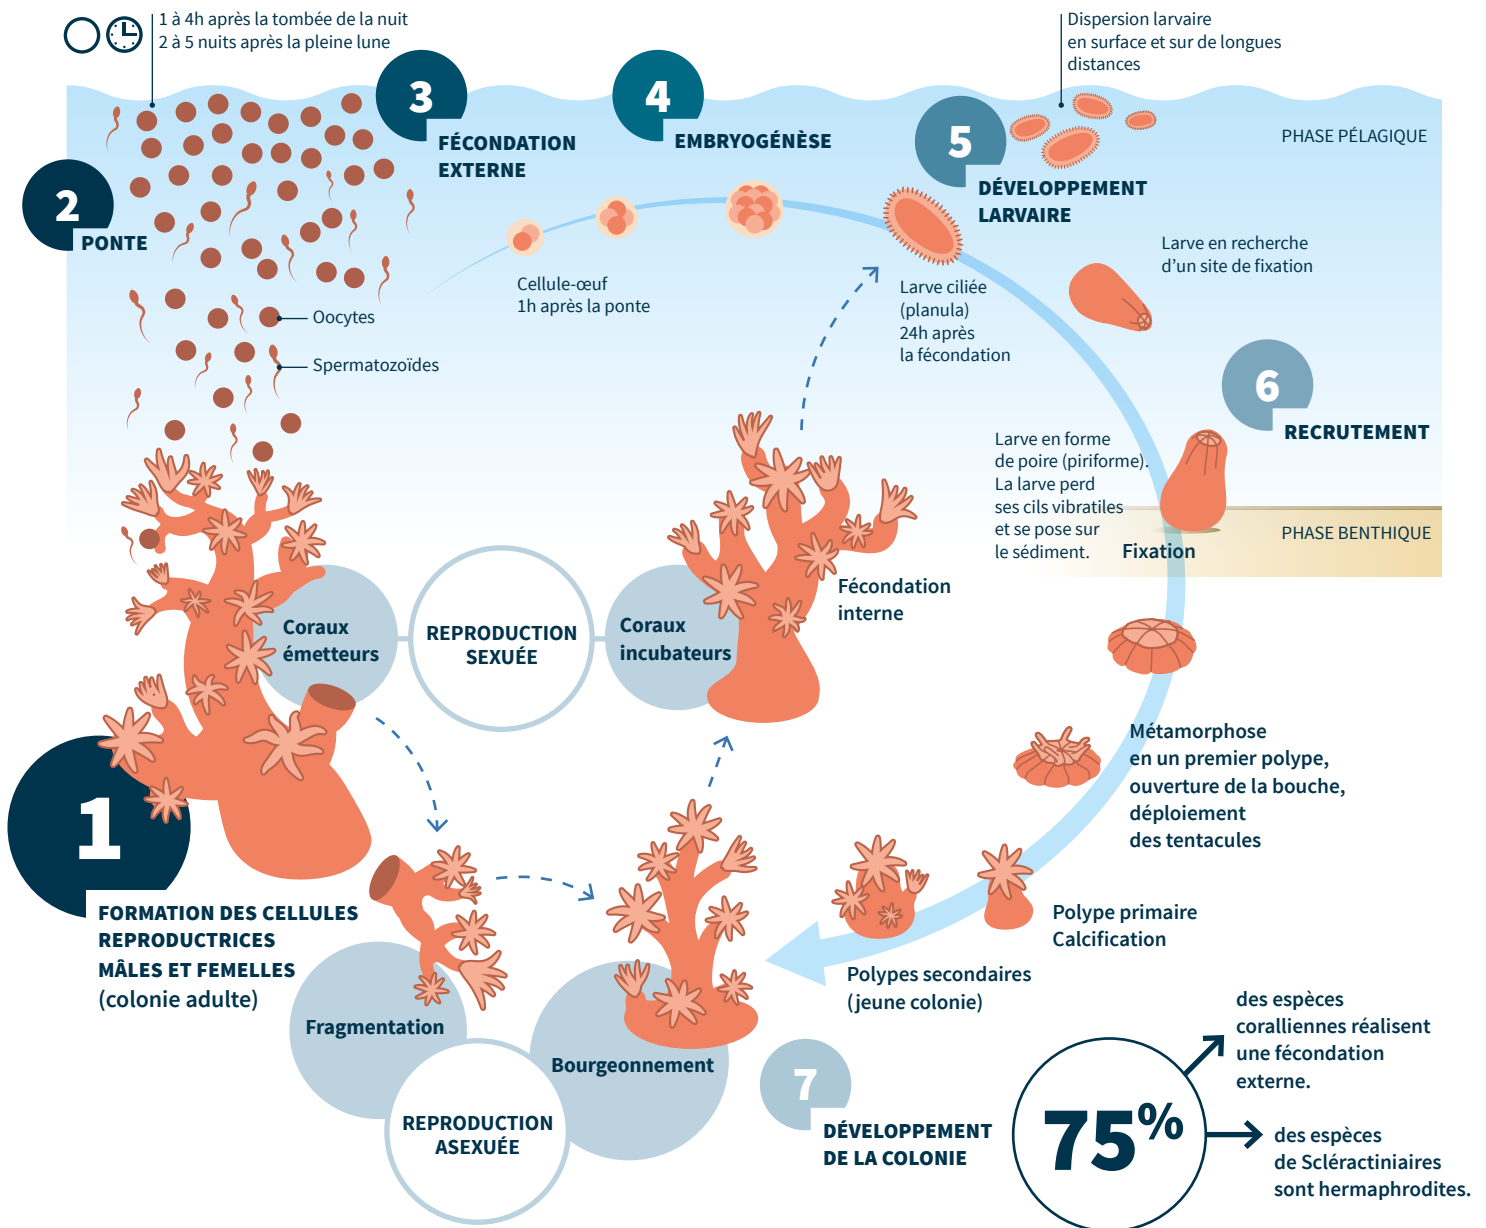 1 à 4h après la tombée de la nuit
2 à 5 nuits après la pleine lune
Dispersion larvaire
en surface et sur de longues
distances
3
FÉCONDATION
EXTERNE
4
EMBRYOGÉNÈSE
5
DÉVELOPPEMENT
LARVAIRE
PHASE PÉLAGIQUE
2
PONTE
Larve en recherche
d’un site de fixation
Cellule-œuf
1h après la ponte
Larve ciliée
(planula)
24h après
la fécondation
Oocytes
Spermatozoïdes
6
RECRUTEMENT
Larve en forme
de poire (piriforme).
La larve perd
ses cils vibratiles
et se pose sur
le sédiment.
Fixation
PHASE BENTHIQUE
Fécondation
interne
Coraux
émetteurs
REPRODUCTION
SEXUÉE
Coraux
incubateurs
Métamorphose
en un premier polype,
ouverture de la bouche,
déploiement
des tentacules
1
FORMATION DES CELLULES
REPRODUCTRICES
MÂLES ET FEMELLES
(colonie adulte)
Polype primaire
Calcification
Polypes secondaires
(jeune colonie)
Fragmentation
Bourgeonnement
REPRODUCTION
ASEXUÉE
7
DÉVELOPPEMENT
DE LA COLONIE
75%
des espèces
coralliennes réalisent
une fécondation
externe.
des espèces
de Scléractiniaires
sont hermaphrodites.